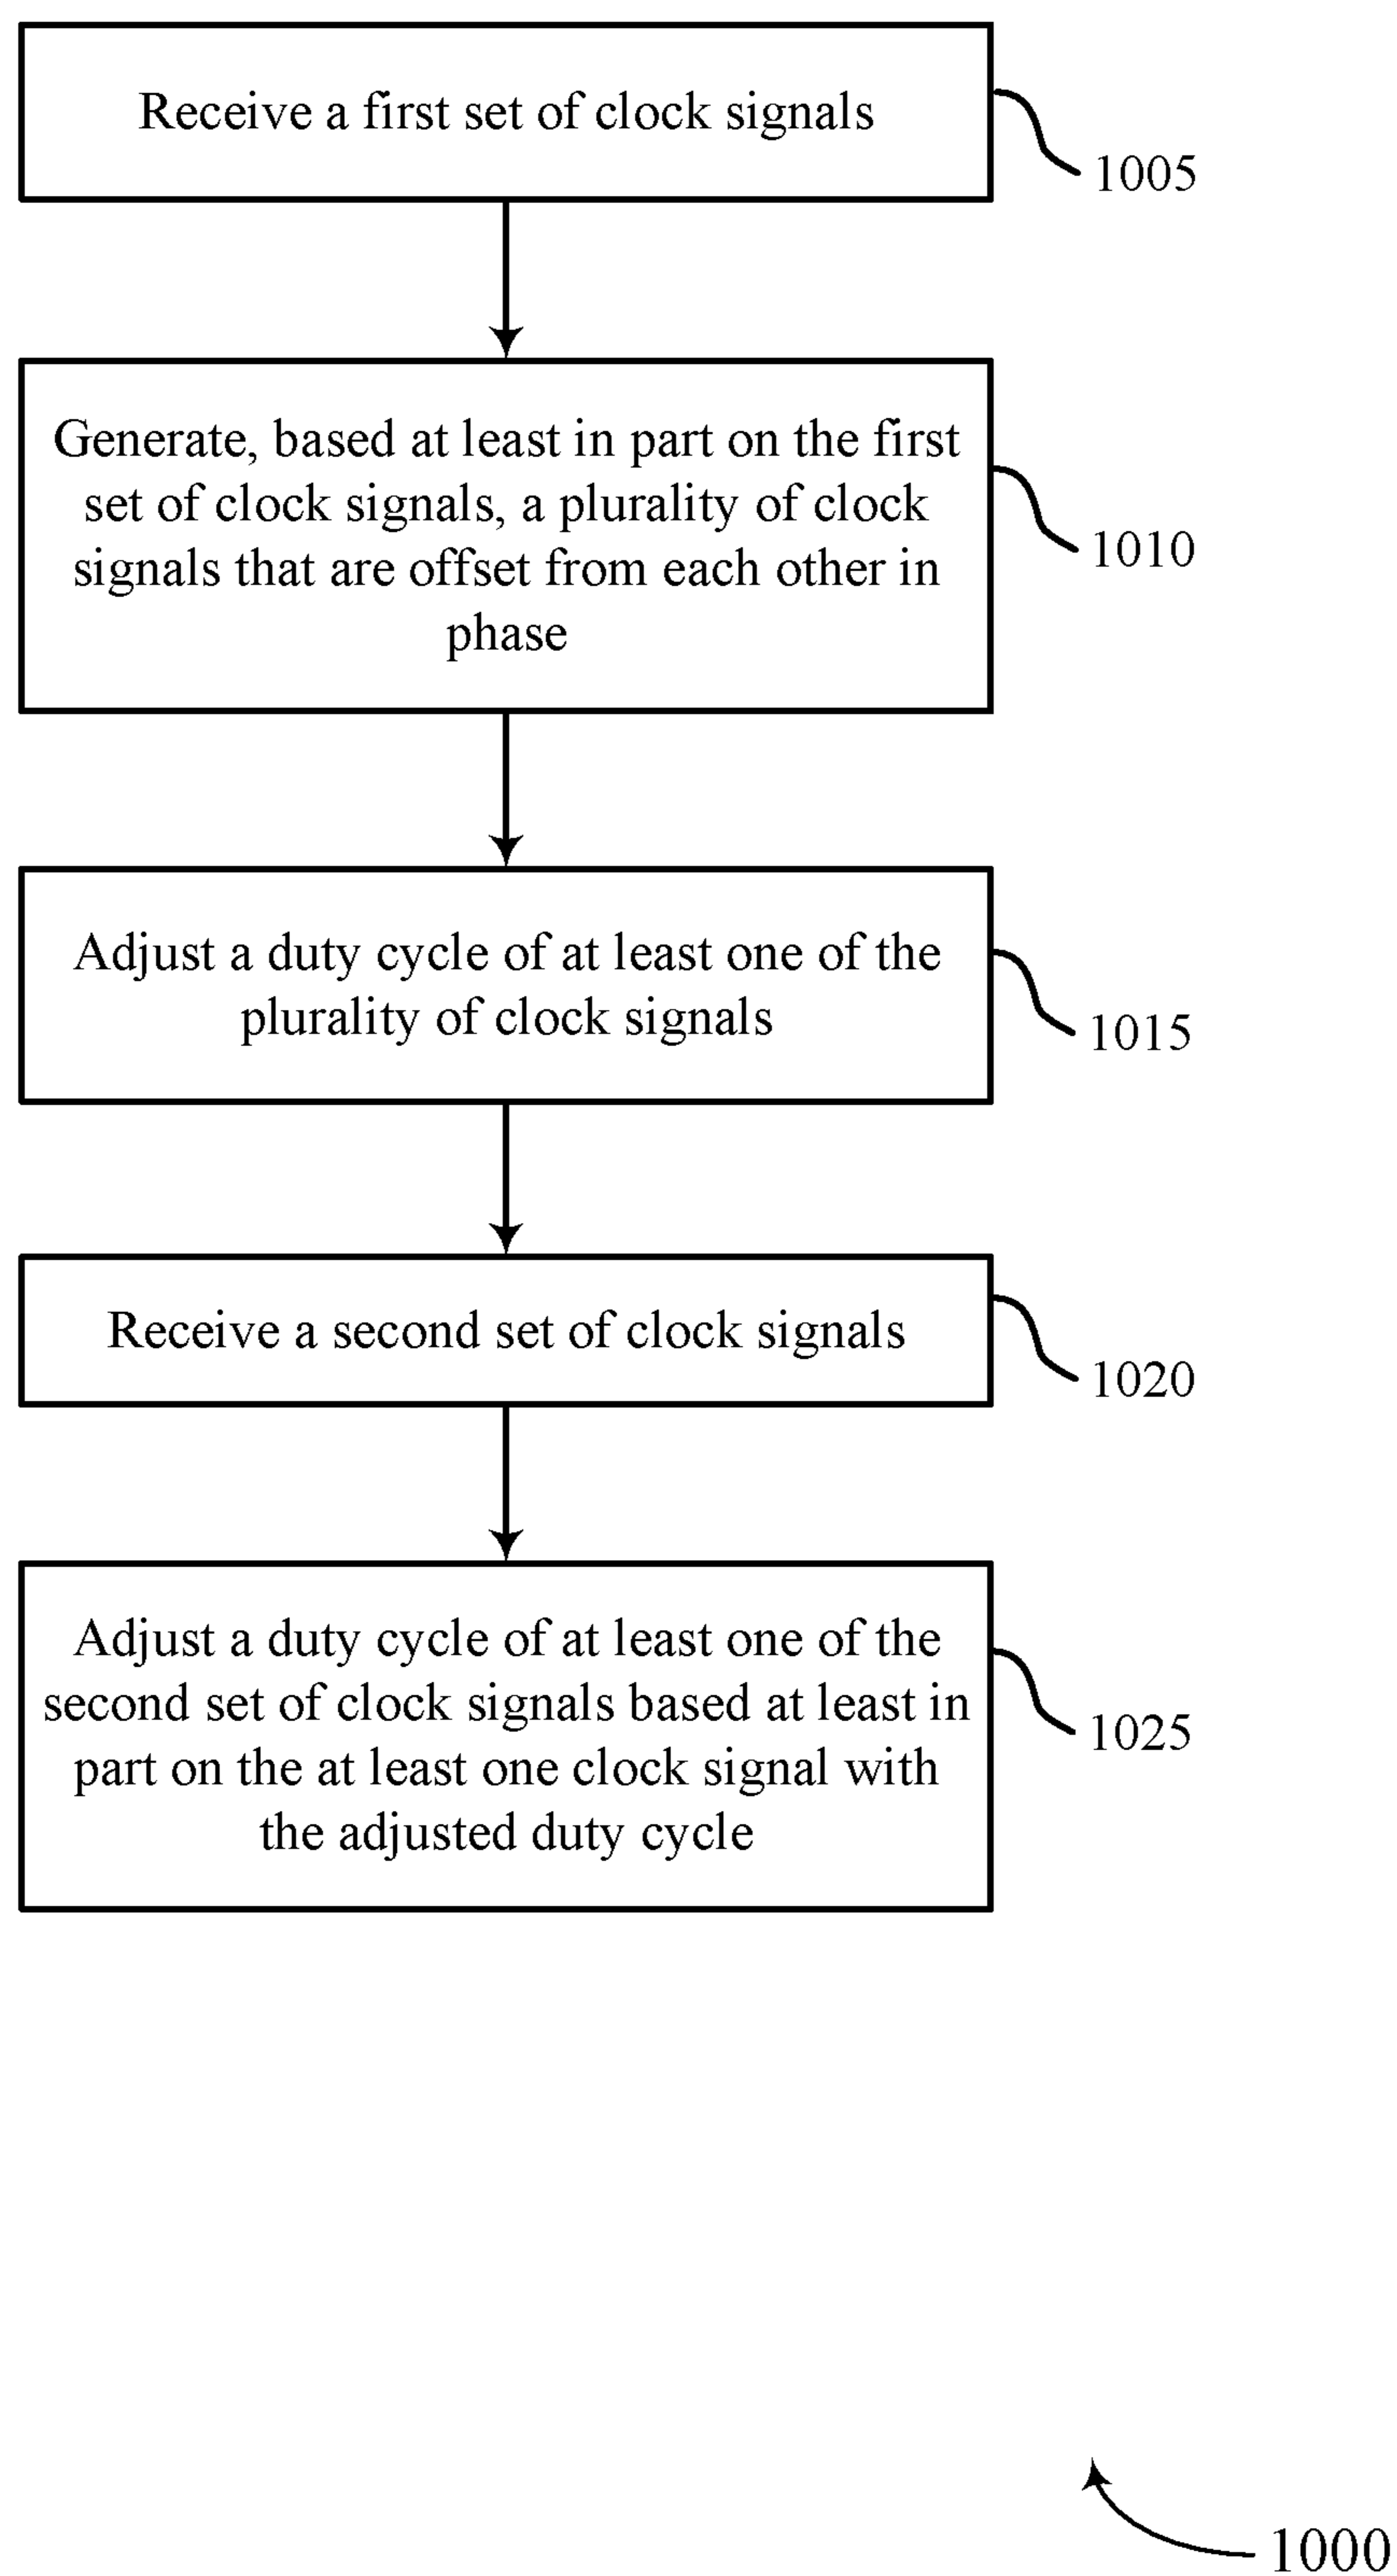 Receive a first set of clock signals
1005
Generate, based at least in part on the first
set of clock signals, a plurality of clock
signals that are offset from each other in
phase
1010
Adjust a duty cycle of at least one of the
plurality of clock signals
1015
Receive a second set of clock signals
1020
Adjust a duty cycle of at least one of the
second set of clock signals based at least in
part on the at least one clock signal with
the adjusted duty cycle
1025
1000